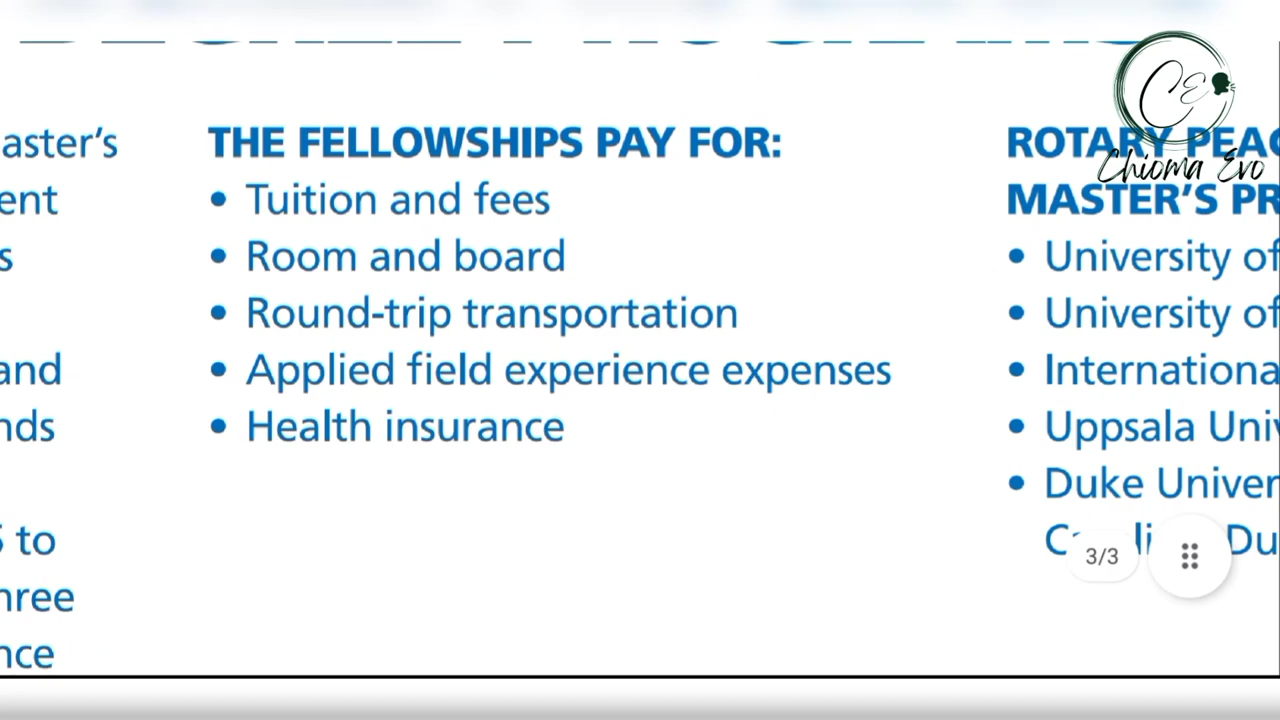 THE FELLOWSHIPS PAY FOR:
• Tuition and fees
• Room and board
• Round-trip transportation
• Applied field experience expenses
• Health insurance
aster's
ent
s
and
nds
to
hree
nce
ROTARY PEAC
MASTER'S PR
• University of
• University of
• Internationa
• Uppsala Univ
• Duke Univer
Du
CE
Chioma Evo
3/3